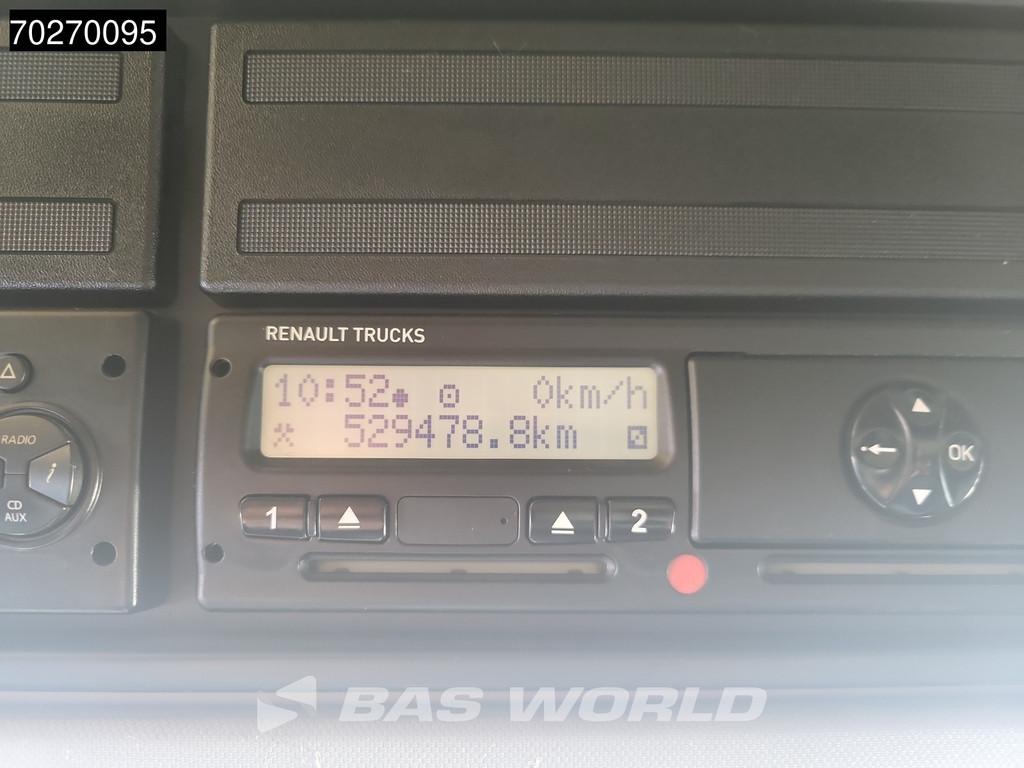 70270095
RENAULT TRUCKS
10:52 0km/h
529478.8km
1 2
OK
RADIO
i
CD
AUX
BAS WORLD